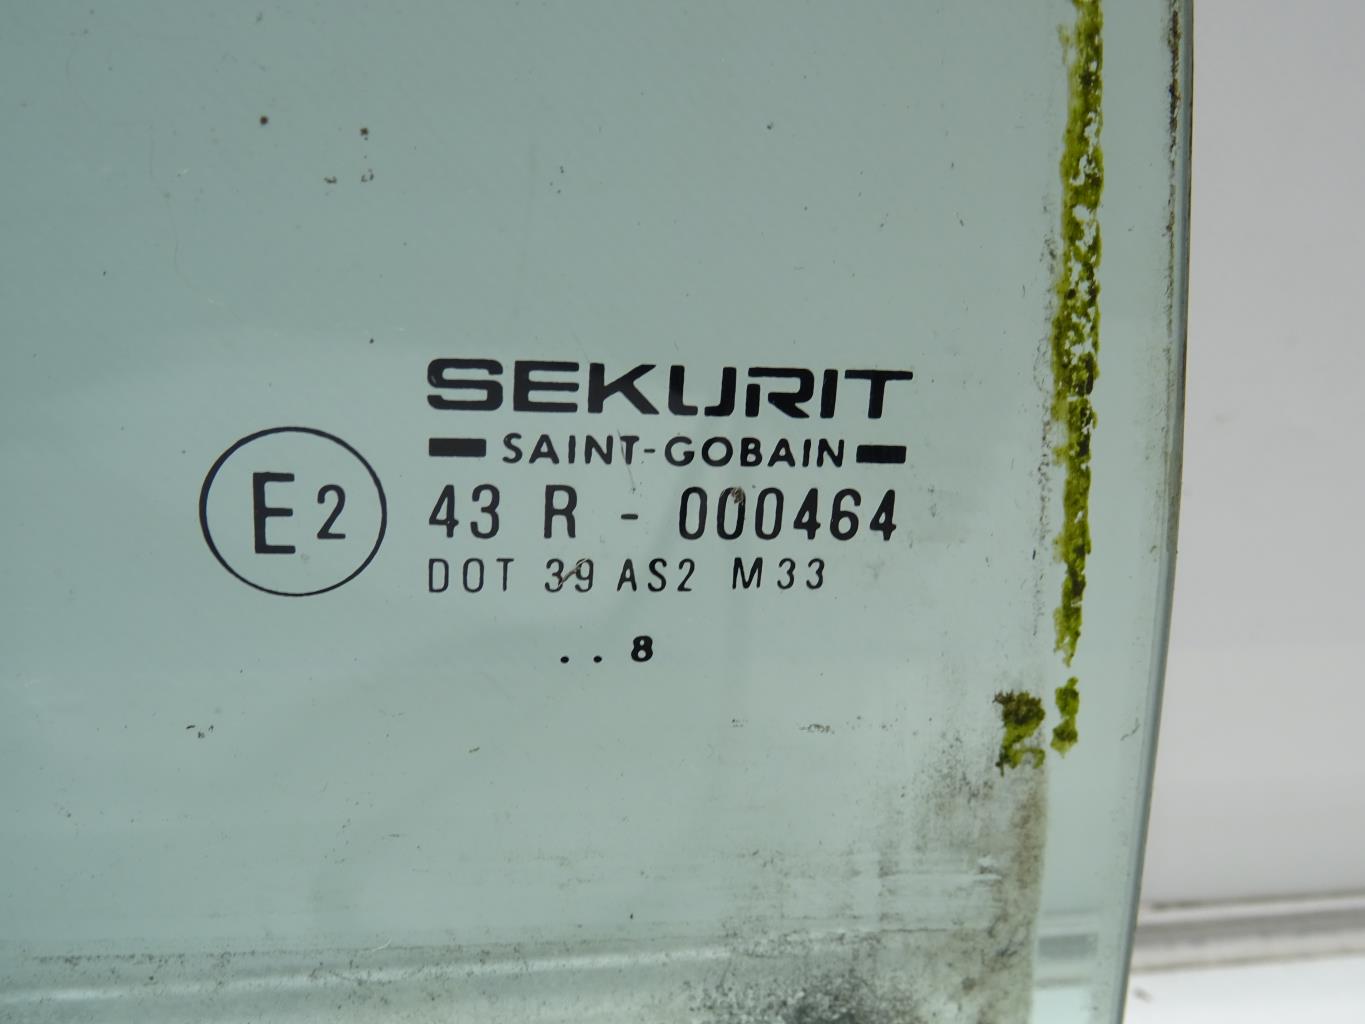 SEKURIT
SAINT-GOBAIN
E2 43 R - 000464
DOT 39 AS2 M33
..8